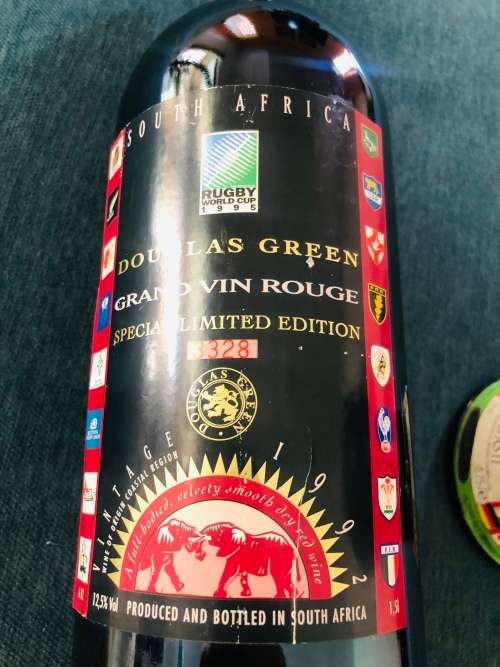 SOUTH AFRICA
RUGBY
WORLD CUP
1995
DOUGLAS GREEN
GRAND VIN ROUGE
SPECIAL LIMITED EDITION
3328
DOUGLAS GREEN
VINTAGE 1992
WINE OF ORIGIN COASTAL REGION
A full-bodied, velvety smooth dry red wine
12,5% Vol
PRODUCED AND BOTTLED IN SOUTH AFRICA
1,5